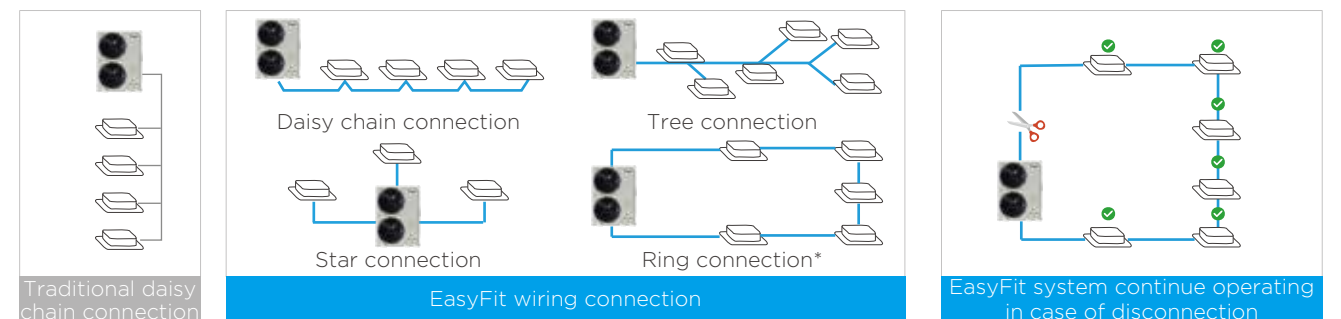 Daisy chain connection
Tree connection
Star connection
Ring connection*
Traditional daisy
chain connection
EasyFit wiring connection
EasyFit system continue operating
in case of disconnection